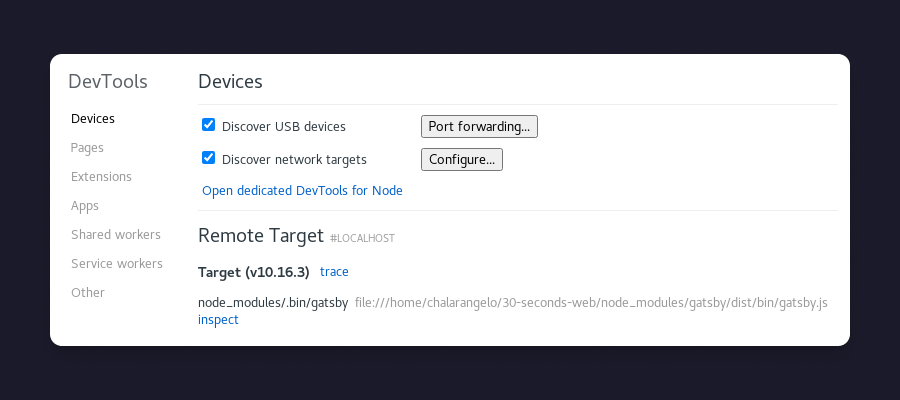 DevTools
Devices
Pages
Extensions
Apps
Shared workers
Service workers
Other
Devices
Discover USB devices Port forwarding...
Discover network targets Configure...
Open dedicated DevTools for Node
Remote Target #LOCALHOST
Target (v10.16.3) trace
node_modules/.bin/gatsby file:///home/chalarangelo/30-seconds-web/node_modules/gatsby/dist/bin/gatsby.js
inspect